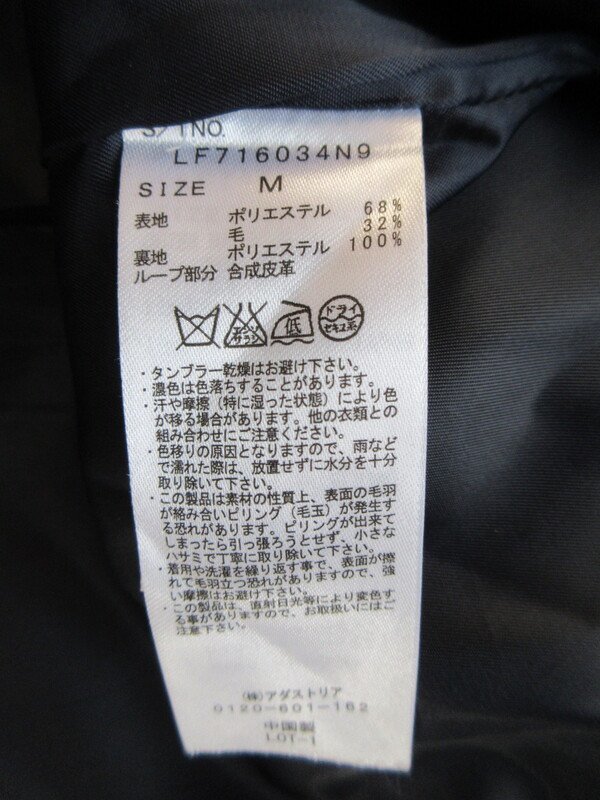 S/TNO.
LF716034N9
SIZE M
表地 ポリエステル 68%
毛 32%
裏地 ポリエステル 100%
ループ部分 合成皮革
エンソサラシ 低 ドライ セキユ系
・タンブラー乾燥はお避け下さい。
・濃色は色落ちすることがあります。
・汗や摩擦（特に湿った状態）により色
が移る場合があります。他の衣類との
組み合わせにご注意ください。
・色移りの原因となりますので、雨など
で濡れた際は、放置せずに水分を十分
取り除いて下さい。
・この製品は素材の性質上、表面の毛羽
が絡み合いピリング（毛玉）が発生す
る恐れがあります。ピリングが出来て
しまったら引っ張ろうとせず、小さな
ハサミで丁寧に取り除いて下さい。
・着用や洗濯を繰り返す事で、表面が擦
れて毛羽立つ恐れがありますので、強
い摩擦はお避け下さい。
・この製品は、直射日光等により変色す
る事がありますので、お取扱いにはご
注意下さい。
（株）アダストリア
0120-601-162
中国製
LOT-1